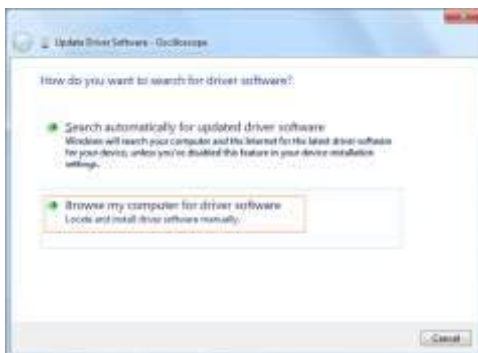 Update Driver Software - Oscilloscope
How do you want to search for driver software?
Search automatically for updated driver software
Windows will search your computer and the Internet for the latest driver software
for your device, unless you've disabled this feature in your device installation
settings.
Browse my computer for driver software
Locate and install driver software manually.
Cancel